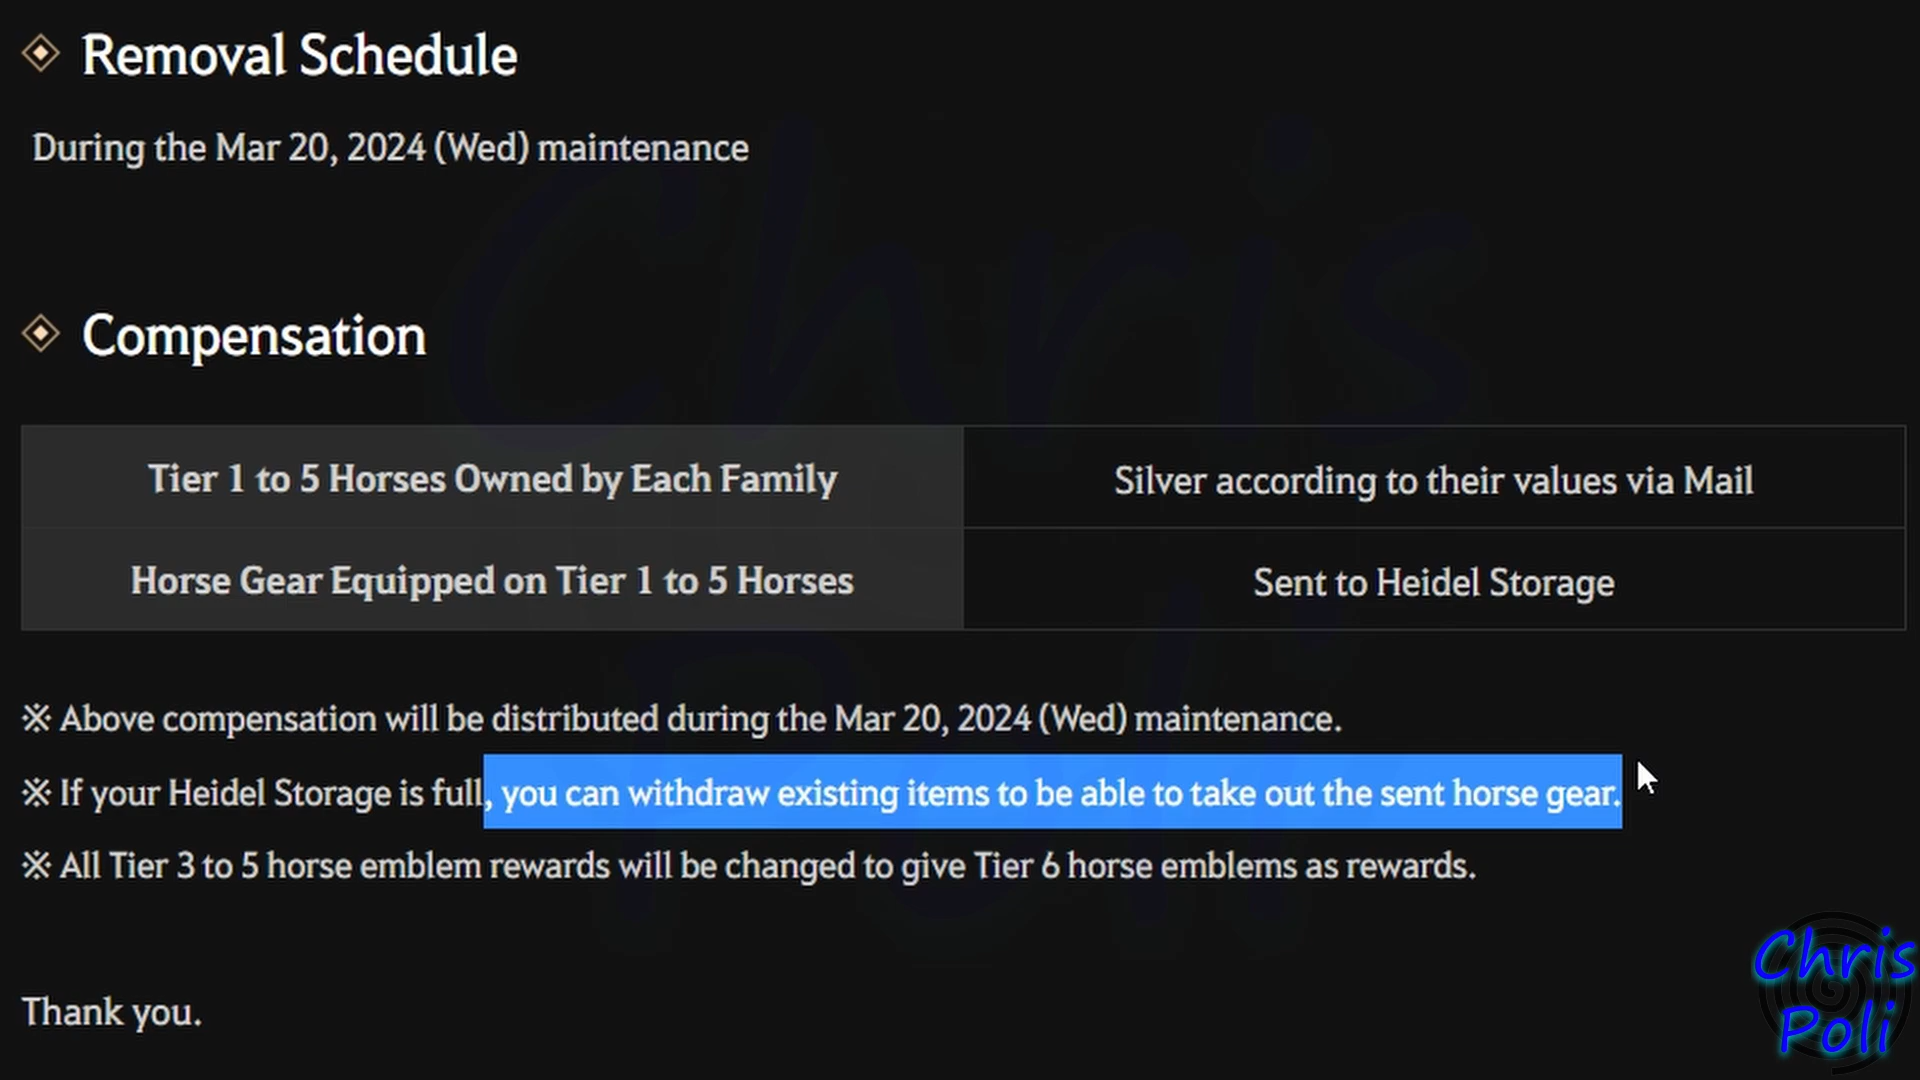 Removal Schedule
During the Mar 20, 2024 (Wed) maintenance
Compensation
Tier 1 to 5 Horses Owned by Each Family
Silver according to their values via Mail
Horse Gear Equipped on Tier 1 to 5 Horses
Sent to Heidel Storage
※ Above compensation will be distributed during the Mar 20, 2024 (Wed) maintenance.
※ If your Heidel Storage is full, you can withdraw existing items to be able to take out the sent horse gear.
※ All Tier 3 to 5 horse emblem rewards will be changed to give Tier 6 horse emblems as rewards.
Thank you.
Chris
Poli
Chris
Poli